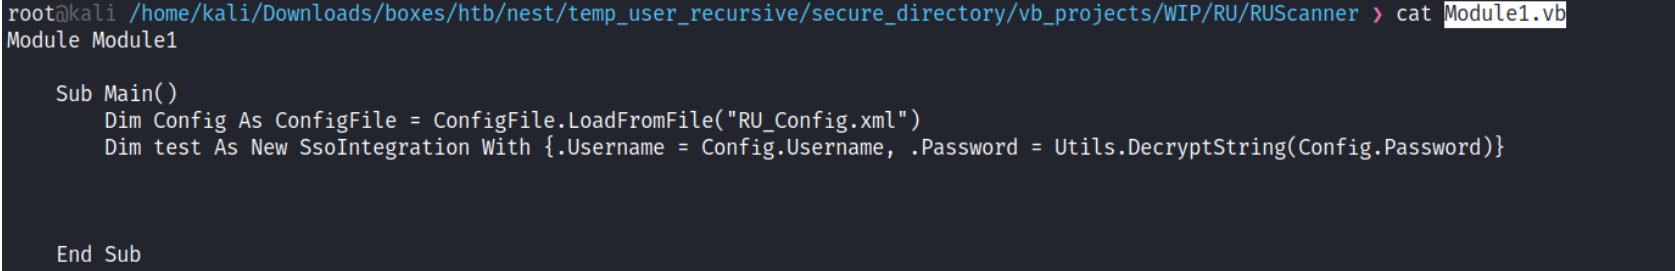 root@kali /home/kali/Downloads/boxes/htb/nest/temp_user_recursive/secure_directory/vb_projects/WIP/RU/RUScanner ❯ cat Module1.vb
Module Module1
Sub Main()
Dim Config As ConfigFile = ConfigFile.LoadFromFile("RU_Config.xml")
Dim test As New SsoIntegration With {.Username = Config.Username, .Password = Utils.DecryptString(Config.Password)}
End Sub